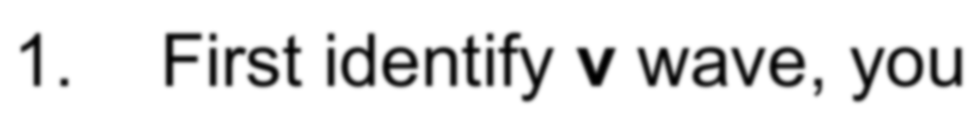 1. First identify v wave, you